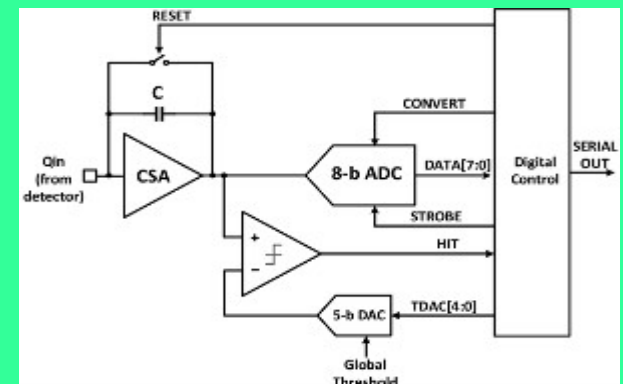 RESET
C
CONVERT
Qin
(from
detector)
CSA
8-b ADC
DATA[7:0]
Digital
Control
SERIAL
OUT
STROBE
+
HIT
−
5-b DAC
TDAC[4:0]
Global
Threshold